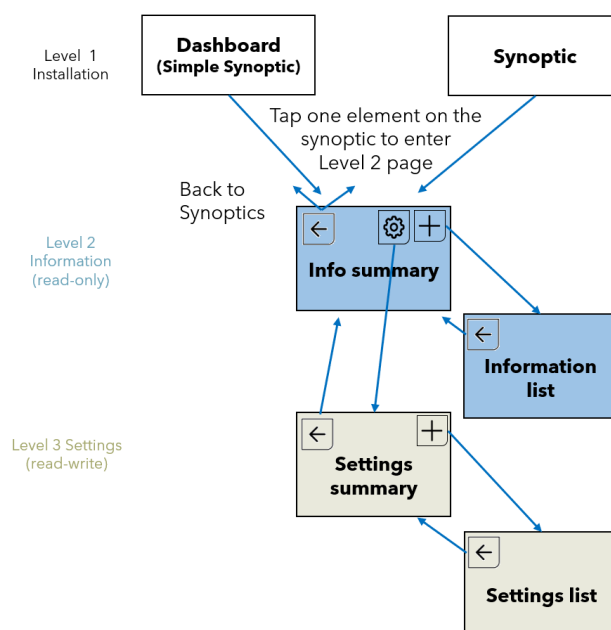 Level 1
Installation
Dashboard
(Simple Synoptic)
Synoptic
Tap one element on the
synoptic to enter
Level 2 page
Back to
Synoptics
Level 2
Information
(read-only)
Info summary
Information
list
Level 3 Settings
(read-write)
Settings
summary
Settings list